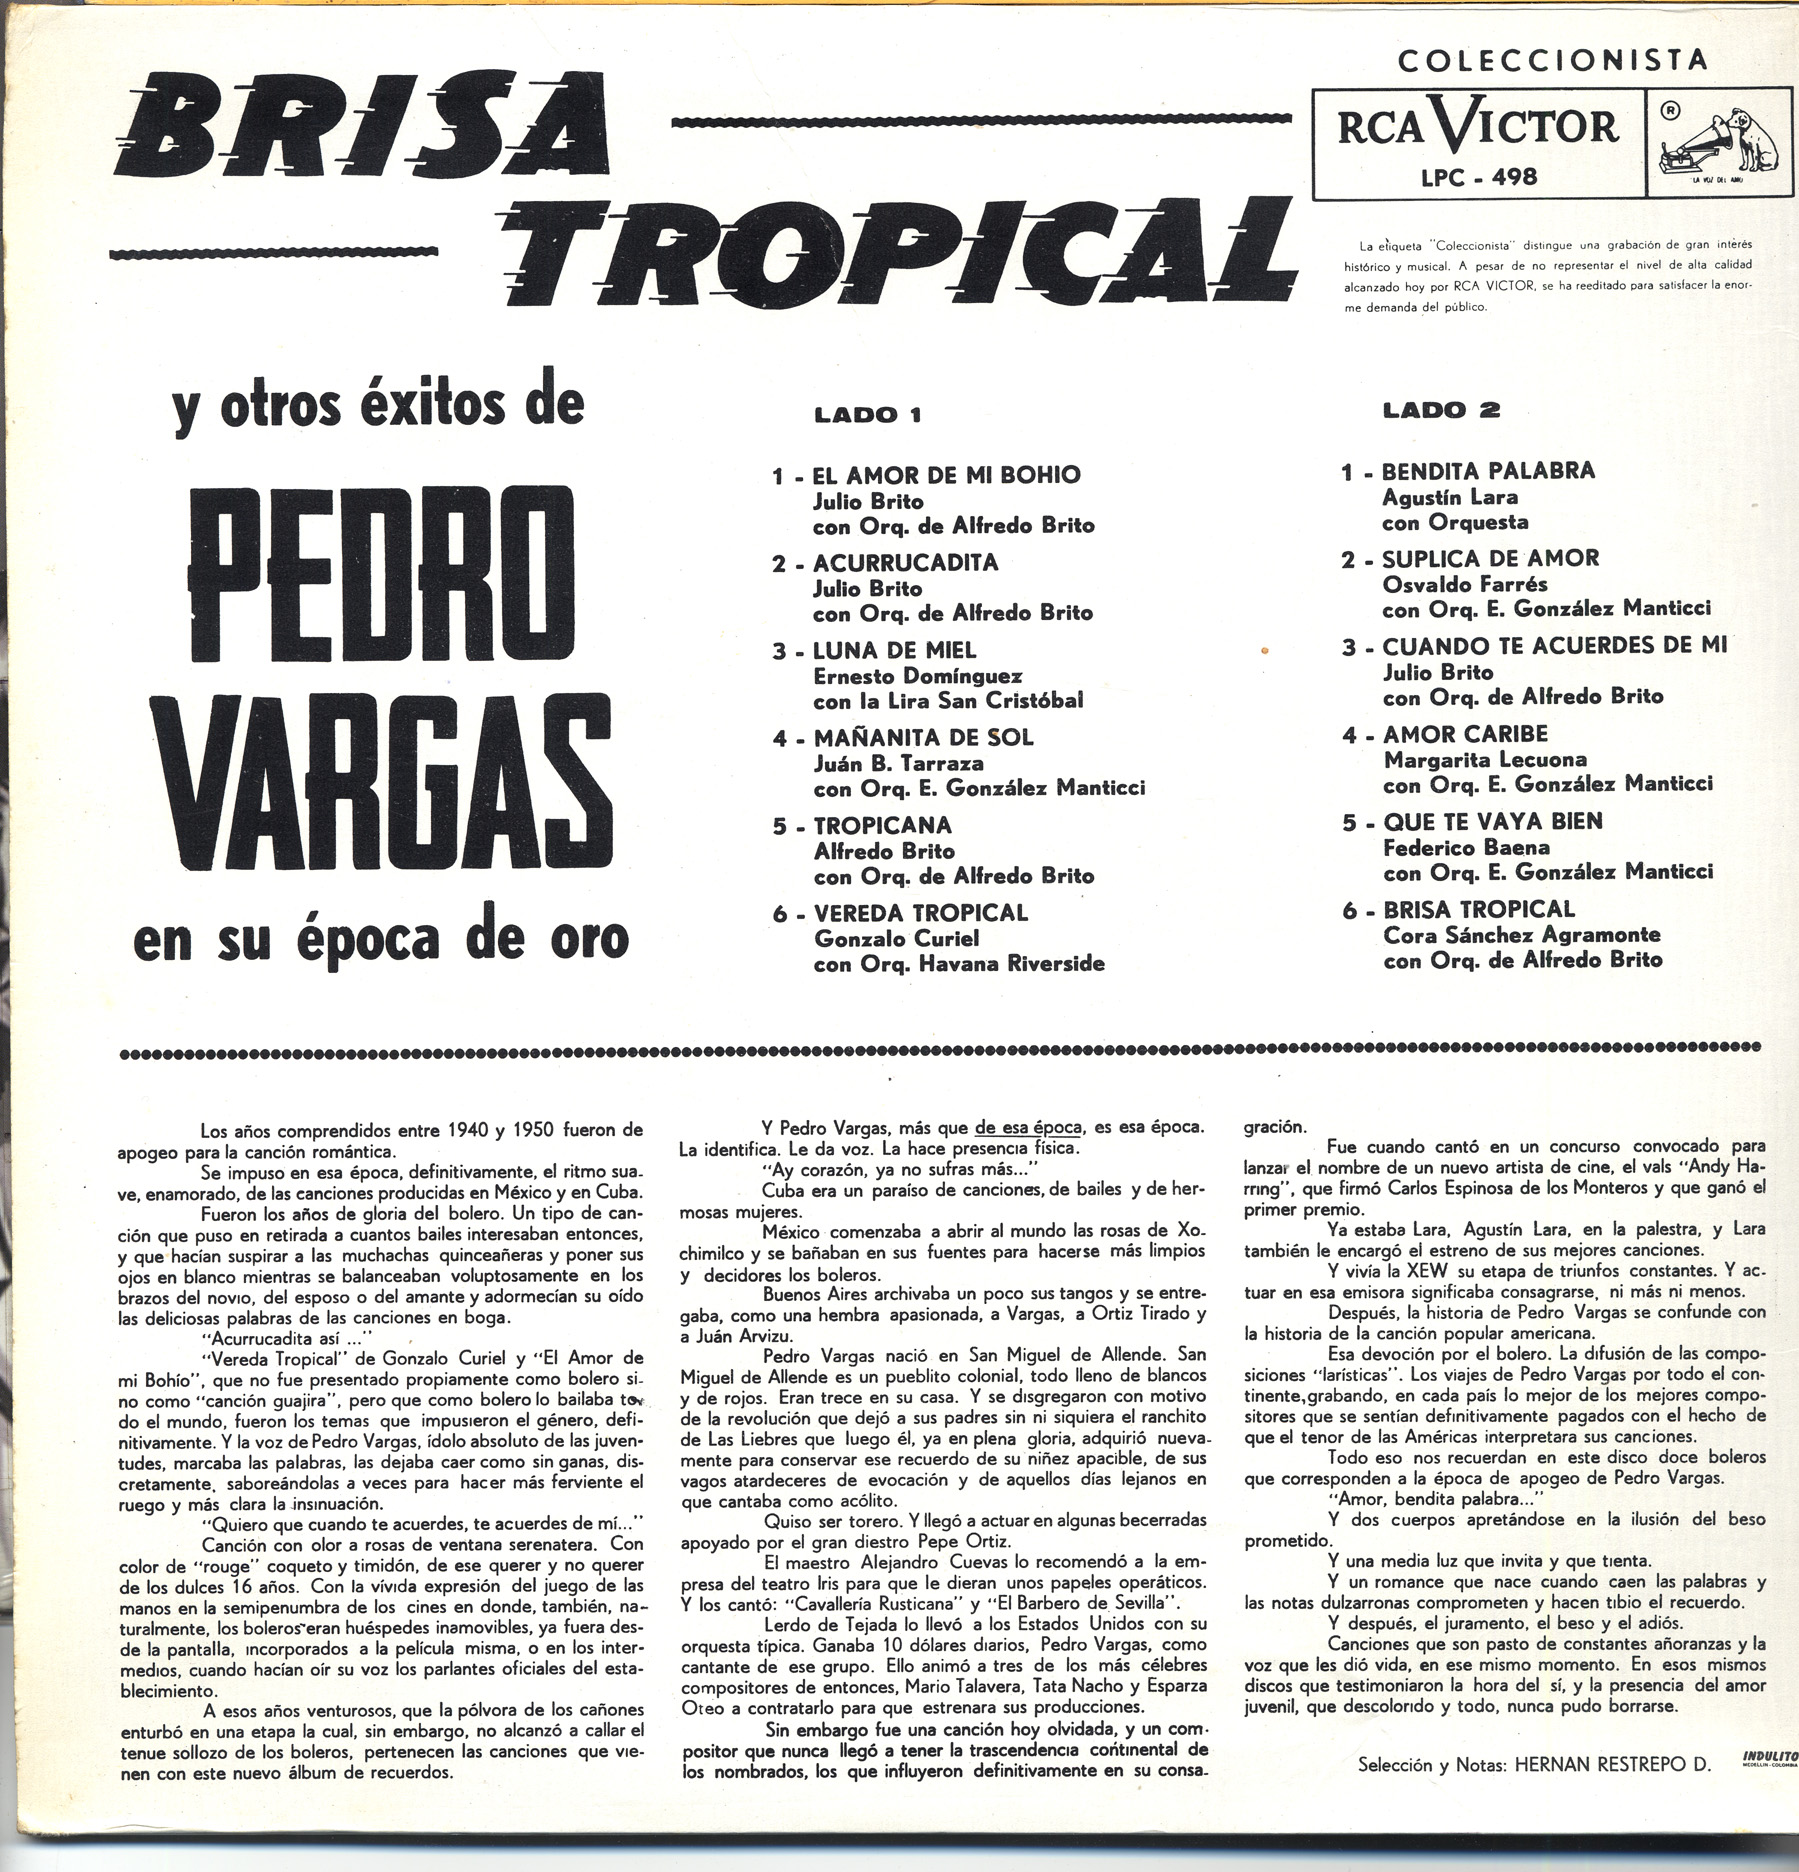 BRISA
TROPICAL
COLECCIONISTA
RCA VICTOR
LPC - 498
®
LA VOZ DEL AMO
La etiqueta "Coleccionista" distingue una grabación de gran interés
histórico y musical. A pesar de no representar el nivel de alta calidad
alcanzado hoy por RCA VICTOR, se ha reeditado para satisfacer la enor-
me demanda del público.
y otros éxitos de
PEDRO
VARGAS
en su época de oro
LADO 1
1 - EL AMOR DE MI BOHIO
Julio Brito
con Orq. de Alfredo Brito
2 - ACURRUCADITA
Julio Brito
con Orq. de Alfredo Brito
3 - LUNA DE MIEL
Ernesto Domínguez
con la Lira San Cristóbal
4 - MAÑANITA DE SOL
Juán B. Tarraza
con Orq. E. González Manticci
5 - TROPICANA
Alfredo Brito
con Orq. de Alfredo Brito
6 - VEREDA TROPICAL
Gonzalo Curiel
con Orq. Havana Riverside
LADO 2
1 - BENDITA PALABRA
Agustín Lara
con Orquesta
2 - SUPLICA DE AMOR
Osvaldo Farrés
con Orq. E. González Manticci
3 - CUANDO TE ACUERDES DE MI
Julio Brito
con Orq. de Alfredo Brito
4 - AMOR CARIBE
Margarita Lecuona
con Orq. E. González Manticci
5 - QUE TE VAYA BIEN
Federico Baena
con Orq. E. González Manticci
6 - BRISA TROPICAL
Cora Sánchez Agramonte
con Orq. de Alfredo Brito
Los años comprendidos entre 1940 y 1950 fueron de
apogeo para la canción romántica.
Se impuso en esa época, definitivamente, el ritmo sua-
ve, enamorado, de las canciones producidas en México y en Cuba.
Fueron los años de gloria del bolero. Un tipo de can-
ción que puso en retirada a cuantos bailes interesaban entonces,
y que hacían suspirar a las muchachas quinceañeras y poner sus
ojos en blanco mientras se balanceaban voluptosamente en los
brazos del novio, del esposo o del amante y adormecían su oído
las deliciosas palabras de las canciones en boga.
"Acurrucadita así ..."
"Vereda Tropical" de Gonzalo Curiel y "El Amor de
mi Bohío", que no fue presentado propiamente como bolero si-
no como "canción guajira", pero que como bolero lo bailaba to-
do el mundo, fueron los temas que impusieron el género, defi-
nitivamente. Y la voz de Pedro Vargas, ídolo absoluto de las juven-
tudes, marcaba las palabras, las dejaba caer como sin ganas, dis-
cretamente, saboreándolas a veces para hacer más ferviente el
ruego y más clara la insinuación.
"Quiero que cuando te acuerdes, te acuerdes de mí..."
Canción con olor a rosas de ventana serenatera. Con
color de "rouge" coqueto y timidón, de ese querer y no querer
de los dulces 16 años. Con la vívida expresión del juego de las
manos en la semipenumbra de los cines en donde, también, na-
turalmente, los boleros eran huéspedes inamovibles, ya fuera des-
de la pantalla, incorporados a la película misma, o en los inter-
medios, cuando hacían oír su voz los parlantes oficiales del esta-
blecimiento.
A esos años venturosos, que la pólvora de los cañones
enturbó en una etapa la cual, sin embargo, no alcanzó a callar el
tenue sollozo de los boleros, pertenecen las canciones que vie-
nen con este nuevo álbum de recuerdos.
Y Pedro Vargas, más que de esa época, es esa época.
La identifica. Le da voz. La hace presencia física.
"Ay corazón, ya no sufras más..."
Cuba era un paraíso de canciones, de bailes y de her-
mosas mujeres.
México comenzaba a abrir al mundo las rosas de Xo-
chimilco y se bañaban en sus fuentes para hacerse más limpios
y decidores los boleros.
Buenos Aires archivaba un poco sus tangos y se entre-
gaba, como una hembra apasionada, a Vargas, a Ortiz Tirado y
a Juán Arvizu.
Pedro Vargas nació en San Miguel de Allende. San
Miguel de Allende es un pueblito colonial, todo lleno de blancos
y de rojos. Eran trece en su casa. Y se disgregaron con motivo
de la revolución que dejó a sus padres sin ni siquiera el ranchito
de Las Liebres que luego él, ya en plena gloria, adquirió nueva-
mente para conservar ese recuerdo de su niñez apacible, de sus
vagos atardeceres de evocación y de aquellos días lejanos en
que cantaba como acólito.
Quiso ser torero. Y llegó a actuar en algunas becerradas
apoyado por el gran diestro Pepe Ortiz.
El maestro Alejandro Cuevas lo recomendó a la em-
presa del teatro Iris para que le dieran unos papeles operáticos.
Y los cantó: "Cavallería Rusticana" y "El Barbero de Sevilla".
Lerdo de Tejada lo llevó a los Estados Unidos con su
orquesta típica. Ganaba 10 dólares diarios, Pedro Vargas, como
cantante de ese grupo. Ello animó a tres de los más célebres
compositores de entonces, Mario Talavera, Tata Nacho y Esparza
Oteo a contratarlo para que estrenara sus producciones.
Sin embargo fue una canción hoy olvidada, y un com-
positor que nunca llegó a tener la trascendencia continental de
los nombrados, los que influyeron definitivamente en su consa-
gración.
Fue cuando cantó en un concurso convocado para
lanzar el nombre de un nuevo artista de cine, el vals "Andy Ha-
rring", que firmó Carlos Espinosa de los Monteros y que ganó el
primer premio.
Ya estaba Lara, Agustín Lara, en la palestra, y Lara
también le encargó el estreno de sus mejores canciones.
Y vivía la XEW su etapa de triunfos constantes. Y ac-
tuar en esa emisora significaba consagrarse, ni más ni menos.
Después, la historia de Pedro Vargas se confunde con
la historia de la canción popular americana.
Esa devoción por el bolero. La difusión de las compo-
siciones "larísticas". Los viajes de Pedro Vargas por todo el con-
tinente,grabando, en cada país lo mejor de los mejores compo-
sitores que se sentían definitivamente pagados con el hecho de
que el tenor de las Américas interpretara sus canciones.
Todo eso nos recuerdan en este disco doce boleros
que corresponden a la época de apogeo de Pedro Vargas.
"Amor, bendita palabra..."
Y dos cuerpos apretándose en la ilusión del beso
prometido.
Y una media luz que invita y que tienta.
Y un romance que nace cuando caen las palabras y
las notas dulzarronas comprometen y hacen tibio el recuerdo.
Y después, el juramento, el beso y el adiós.
Canciones que son pasto de constantes añoranzas y la
voz que les dió vida, en ese mismo momento. En esos mismos
discos que testimoniaron la hora del sí, y la presencia del amor
juvenil, que descolorido y todo, nunca pudo borrarse.
Selección y Notas: HERNAN RESTREPO D.
INDULITO
MEDELLIN - COLOMBIA